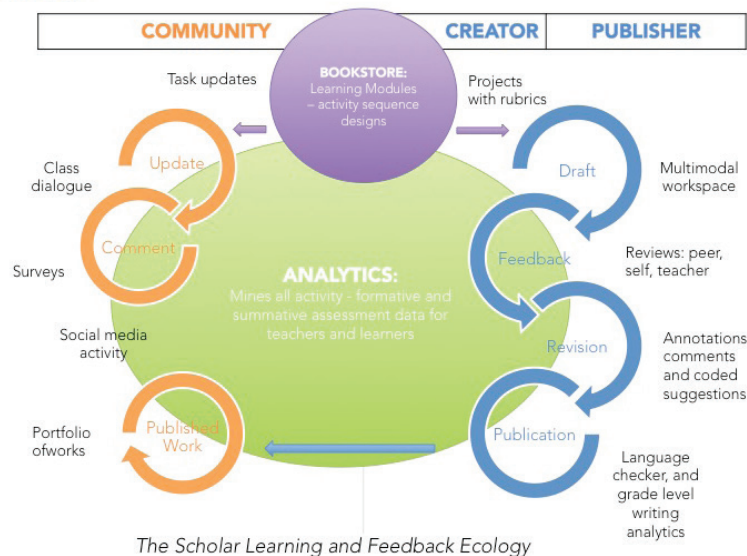 COMMUNITY
CREATOR
PUBLISHER
BOOKSTORE:
Learning Modules
– activity sequence
designs
Task updates
Projects
with rubrics
Update
Class
dialogue
Comment
Surveys
Social media
activity
Published
Work
Portfolio
ofworks
ANALYTICS:
Mines all activity - formative and
summative assessment data for
teachers and learners
Draft
Multimodal
workspace
Feedback
Reviews: peer,
self, teacher
Revision
Annotations
comments
and coded
suggestions
Publication
Language
checker, and
grade level
writing
analytics
The Scholar Learning and Feedback Ecology